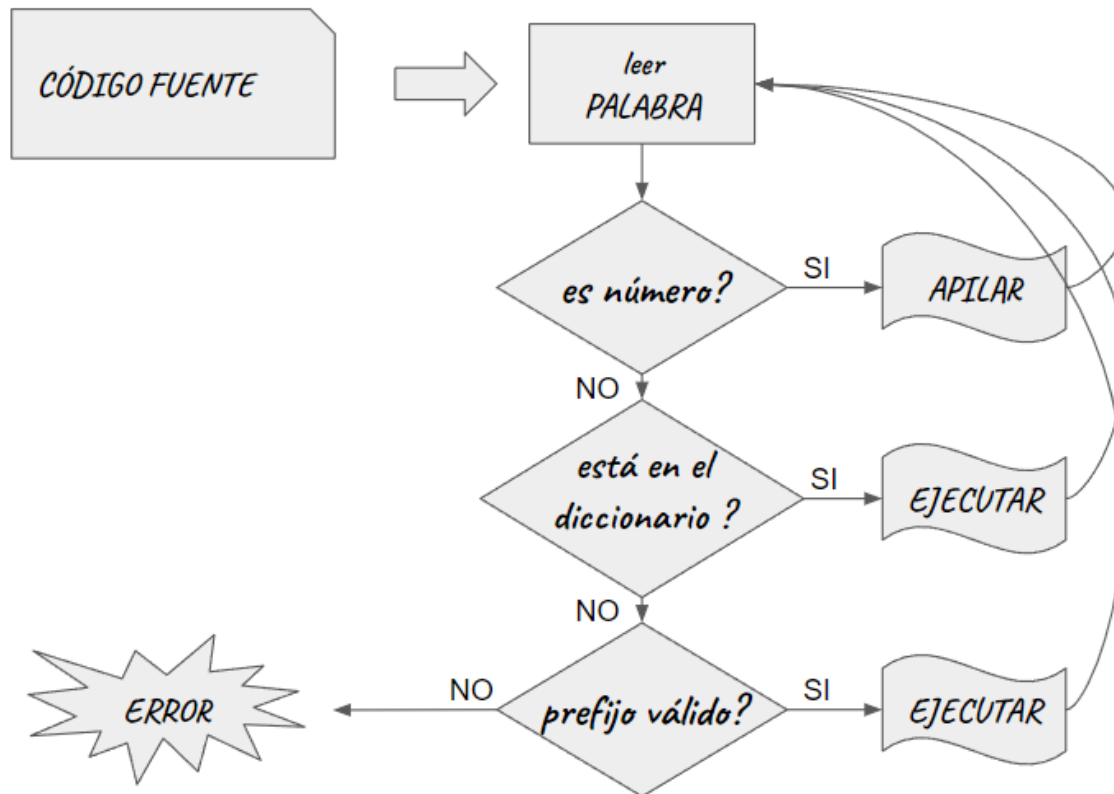 CÓDIGO FUENTE
leer
PALABRA
es número?
SI
APILAR
NO
está en el
diccionario ?
SI
EJECUTAR
NO
prefijo válido?
SI
EJECUTAR
NO
ERROR